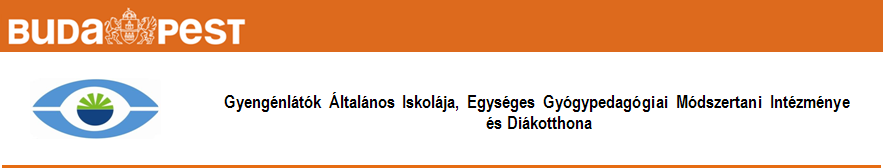 BUDAPEST
Gyengénlátók Általános Iskolája, Egységes Gyógypedagógiai Módszertani Intézménye
és Diákotthona